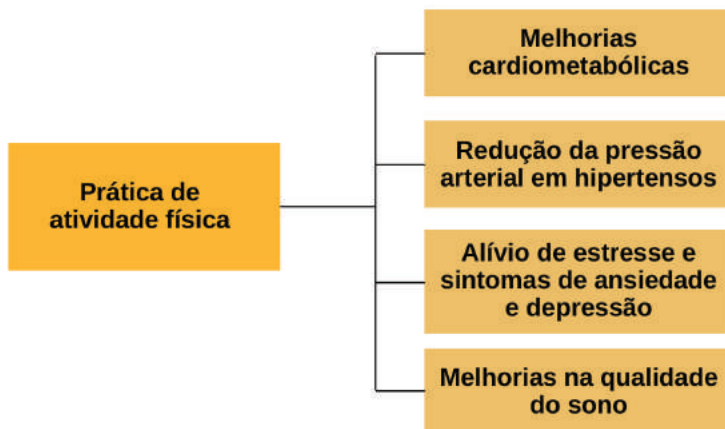 Prática de
atividade física
Melhorias
cardiometabólicas
Redução da pressão
arterial em hipertensos
Alívio de estresse e
sintomas de ansiedade
e depressão
Melhorias na qualidade
do sono